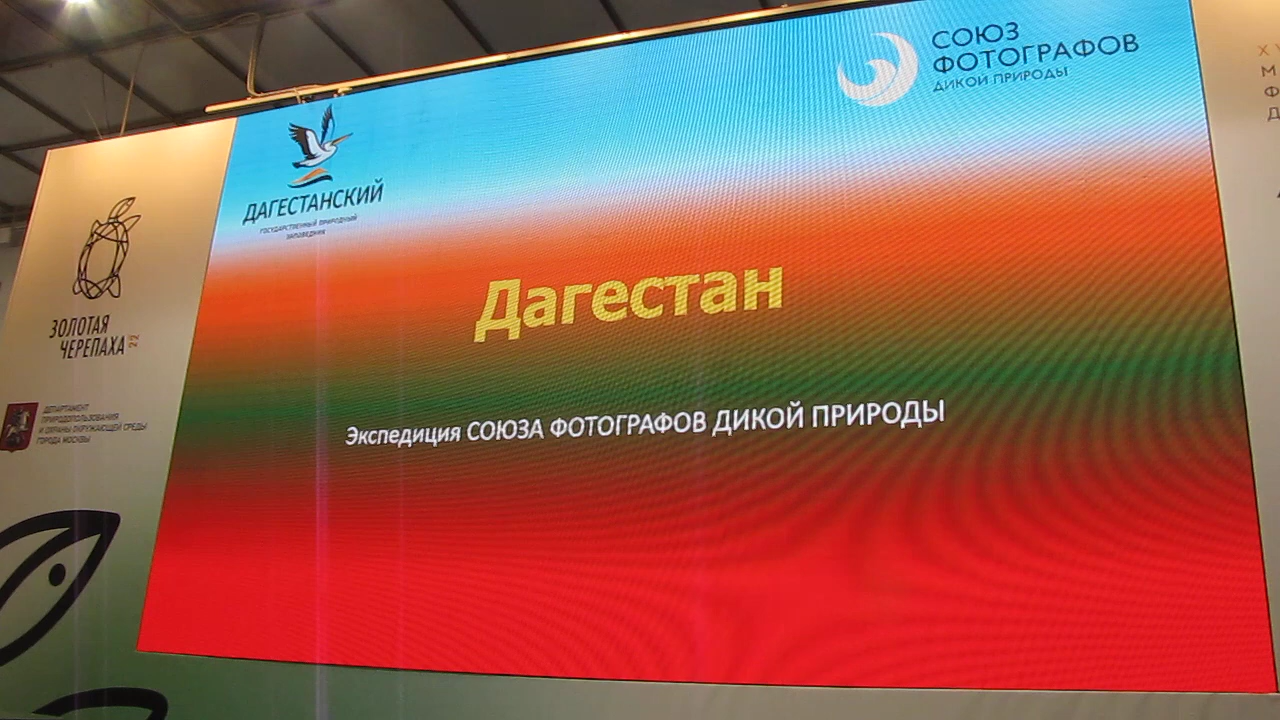 СОЮЗ
ФОТОГРАФОВ
ДИКОЙ ПРИРОДЫ
ДАГЕСТАНСКИЙ
ГОСУДАРСТВЕННЫЙ ПРИРОДНЫЙ
ЗАПОВЕДНИК
Дагестан
Экспедиция СОЮЗА ФОТОГРАФОВ ДИКОЙ ПРИРОДЫ
ЗОЛОТАЯ
ЧЕРЕПАХА 22
ДЕПАРТАМЕНТ
ПРИРОДОПОЛЬЗОВАНИЯ
И ОХРАНЫ ОКРУЖАЮЩЕЙ СРЕДЫ
ГОРОДА МОСКВЫ